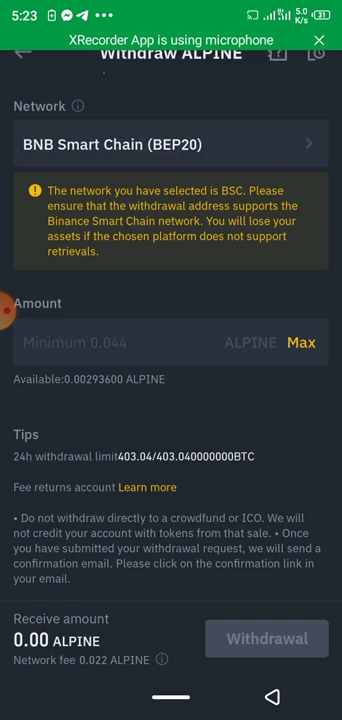 5:23
5.0
K/s
31
XRecorder App is using microphone
Withdraw ALPINE
Network
BNB Smart Chain (BEP20)
The network you have selected is BSC. Please
ensure that the withdrawal address supports the
Binance Smart Chain network. You will lose your
assets if the chosen platform does not support
retrievals.
Amount
Minimum 0.044 ALPINE Max
Available:0.00293600 ALPINE
Tips
24h withdrawal limit403.04/403.040000000BTC
Fee returns account Learn more
• Do not withdraw directly to a crowdfund or ICO. We will
not credit your account with tokens from that sale. • Once
you have submitted your withdrawal request, we will send a
confirmation email. Please click on the confirmation link in
your email.
Receive amount
0.00 ALPINE
Withdrawal
Network fee 0.022 ALPINE